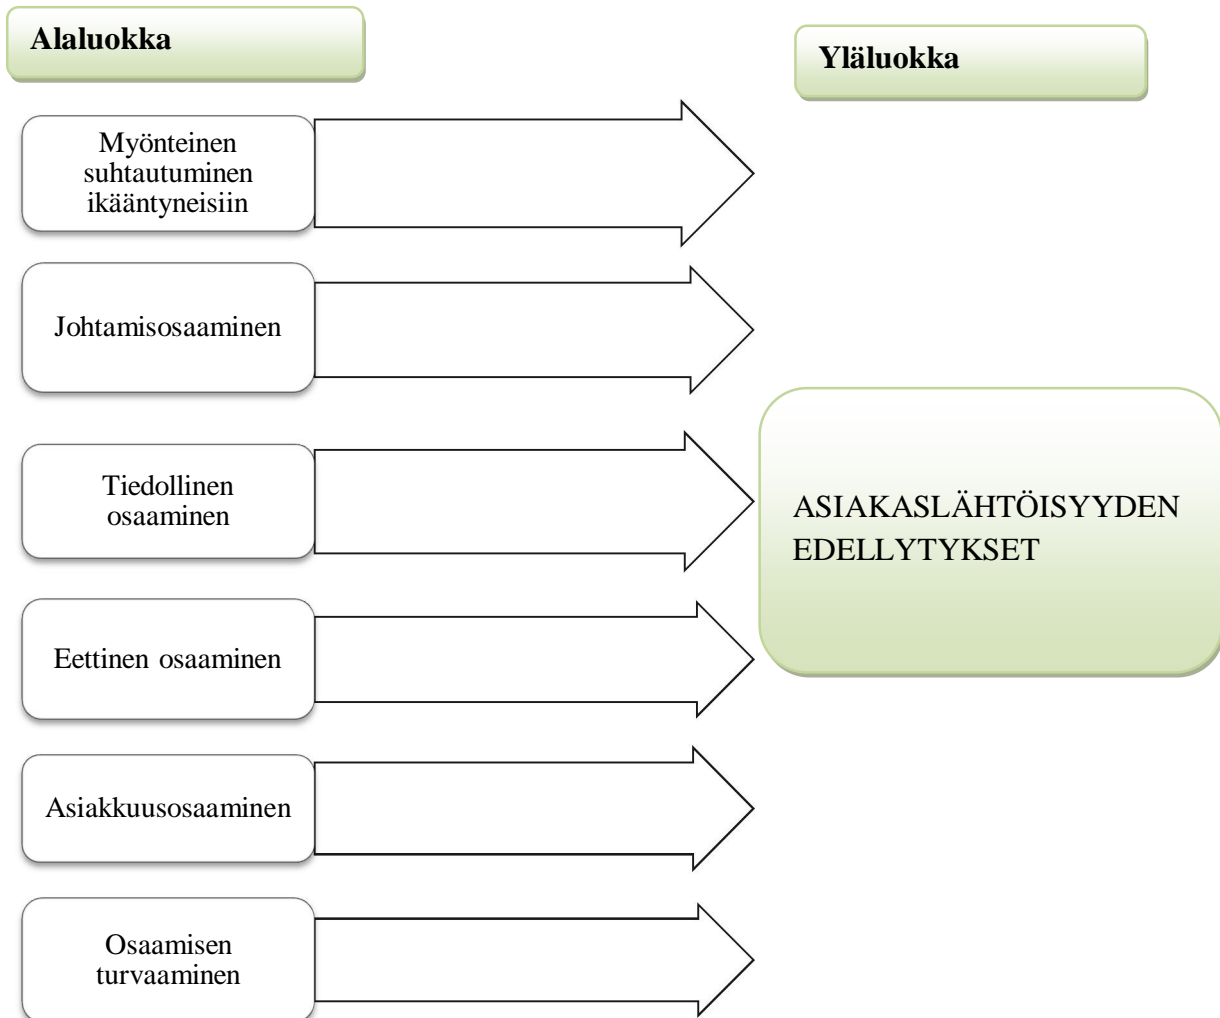 Alaluokka
Yläluokka
Myönteinen
suhtautuminen
ikääntyneisiin
Johtamisosaaminen
Tiedollinen
osaaminen
Eettinen osaaminen
Asiakkuusosaaminen
Osaamisen
turvaaminen
ASIAKASLÄHTÖISYYDEN
EDELLYTYKSET